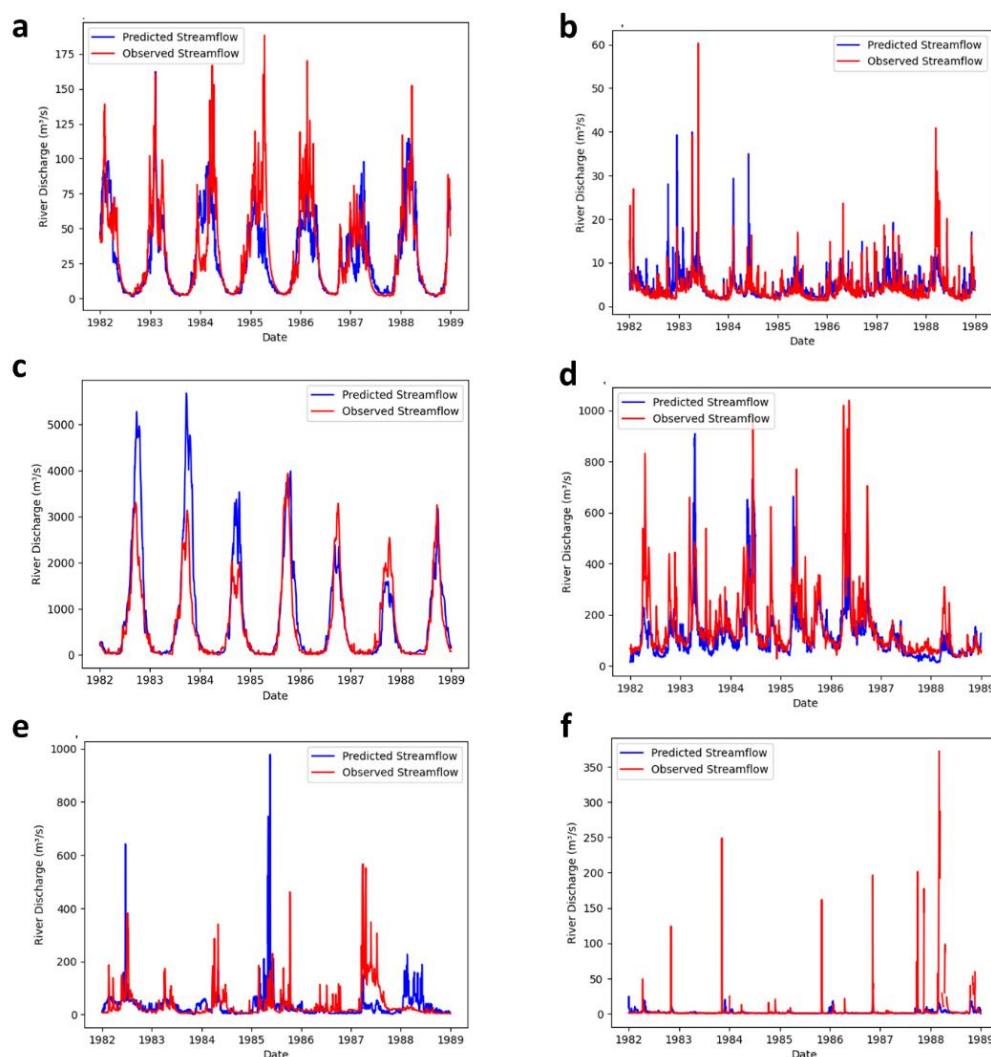 a
Predicted Streamflow
Observed Streamflow
River Discharge (m³/s)
175
150
125
100
75
50
25
0
1982 1983 1984 1985 1986 1987 1988 1989
Date
b
Predicted Streamflow
Observed Streamflow
River Discharge (m³/s)
60
50
40
30
20
10
0
1982 1983 1984 1985 1986 1987 1988 1989
Date
c
Predicted Streamflow
Observed Streamflow
River Discharge (m³/s)
5000
4000
3000
2000
1000
0
1982 1983 1984 1985 1986 1987 1988 1989
Date
d
Predicted Streamflow
Observed Streamflow
River Discharge (m³/s)
1000
800
600
400
200
0
1982 1983 1984 1985 1986 1987 1988 1989
Date
e
Predicted Streamflow
Observed Streamflow
River Discharge (m³/s)
1000
800
600
400
200
0
1982 1983 1984 1985 1986 1987 1988 1989
Date
f
Predicted Streamflow
Observed Streamflow
River Discharge (m³/s)
350
300
250
200
150
100
50
0
1982 1983 1984 1985 1986 1987 1988 1989
Date